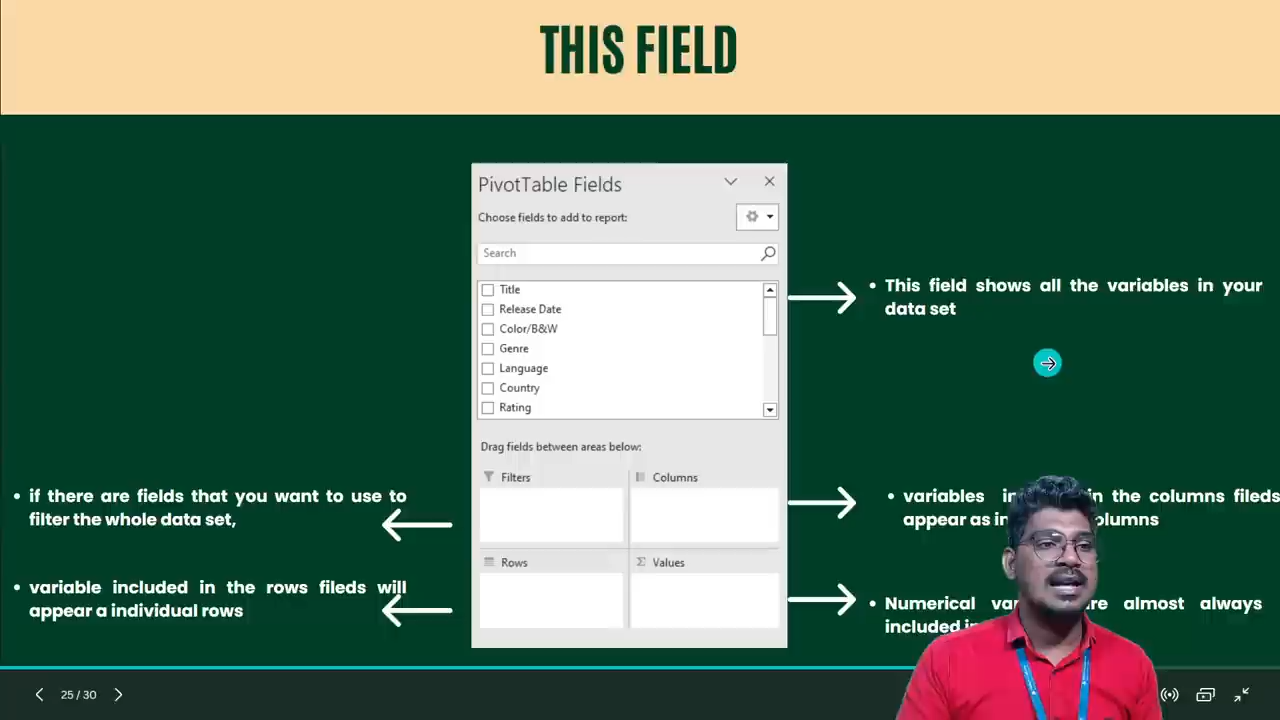 THIS FIELD
PivotTable Fields
Choose fields to add to report:
Search
Title
Release Date
Color/B&W
Genre
Language
Country
Rating
Drag fields between areas below:
Filters
Columns
Rows
Values
• This field shows all the variables in your
data set
• if there are fields that you want to use to
filter the whole data set,
• variables in the columns fileds
appear as
• variable included in the rows fileds will
appear a individual rows
• Numerical almost always
included
25 / 30